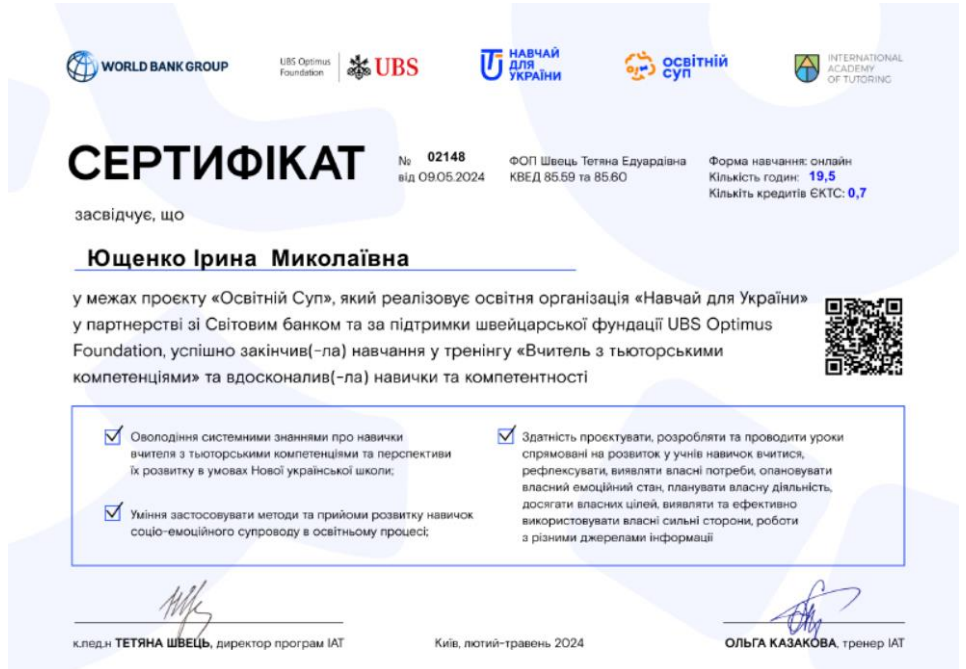 WORLD BANK GROUP
UBS Optimus
Foundation
UBS
НАВЧАЙ
ДЛЯ
УКРАЇНИ
освітній
суп
INTERNATIONAL
ACADEMY
OF TUTORING
СЕРТИФІКАТ
№ 02148
від 09.05.2024
ФОП Швець Тетяна Едуардівна
КВЕД 85.59 та 85.60
Форма навчання: онлайн
Кількість годин: 19,5
Кількіть кредитів ЄКТС: 0,7
засвідчує, що
Ющенко Ірина Миколаївна
у межах проєкту «Освітній Суп», який реалізовує освітня організація «Навчай для України»
у партнерстві зі Світовим банком та за підтримки швейцарської фундації UBS Optimus
Foundation, успішно закінчив(-ла) навчання у тренінгу «Вчитель з тьюторськими
компетенціями» та вдосконалив(-ла) навички та компетентності
Оволодіння системними знаннями про навички
вчителя з тьюторськими компетенціями та перспективи
їх розвитку в умовах Нової української школи;
Уміння застосовувати методи та прийоми розвитку навичок
соціо-емоційного супроводу в освітньому процесі;
Здатність проєктувати, розробляти та проводити уроки
спрямовані на розвиток у учнів навичок вчитися,
рефлексувати, виявляти власні потреби, опановувати
власний емоційний стан, планувати власну діяльність,
досягати власних цілей, виявляти та ефективно
використовувати власні сильні сторони, роботи
з різними джерелами інформації
к.пед.н ТЕТЯНА ШВЕЦЬ, директор програм ІАТ
Київ, лютий-травень 2024
ОЛЬГА КАЗАКОВА, тренер ІАТ